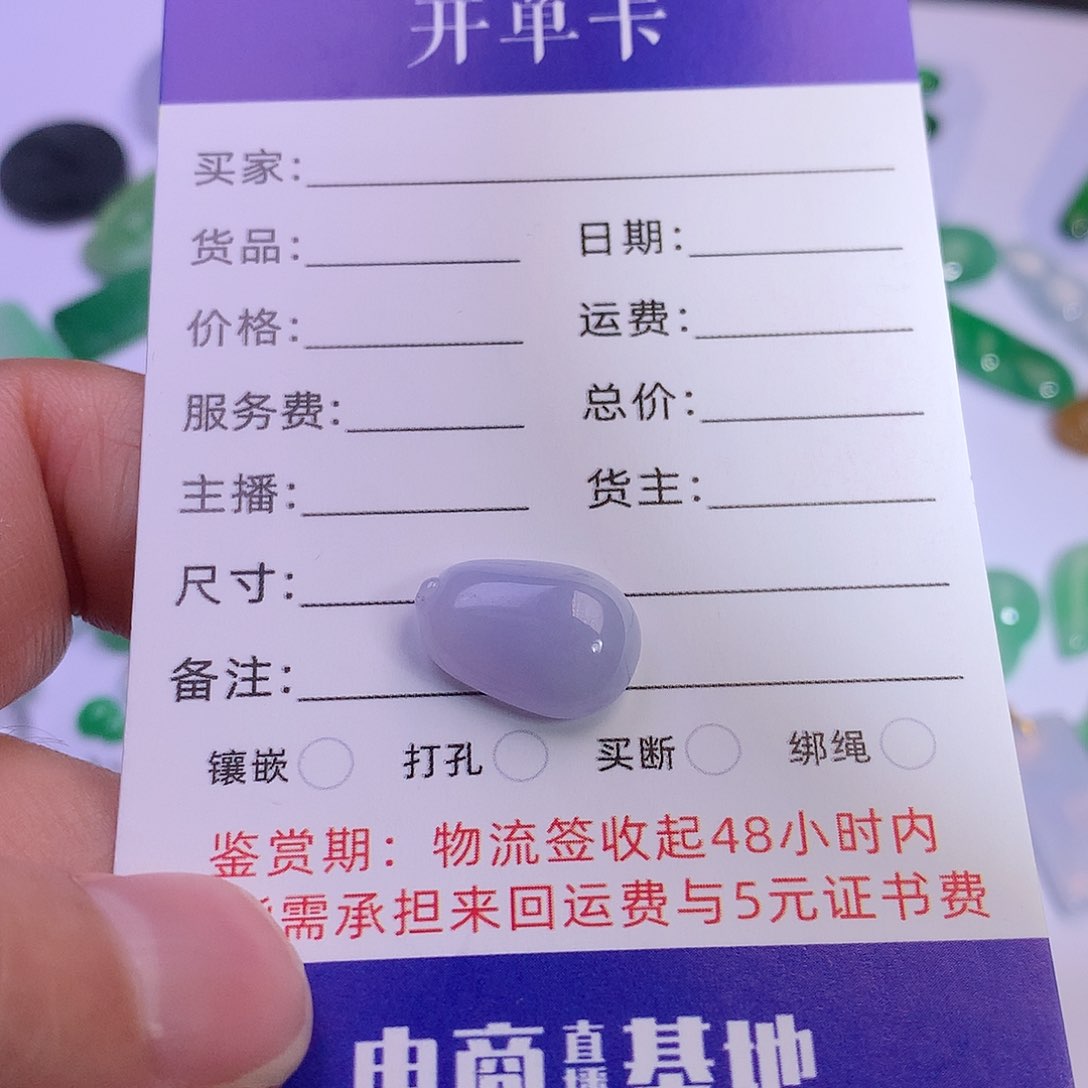 开单卡
买家：
货品： 日期：
价格： 运费：
服务费： 总价：
主播： 货主：
尺寸：
备注：
镶嵌 打孔 买断 绑绳
鉴赏期：物流签收起48小时内
需承担来回运费与5元证书费
电商直播基地